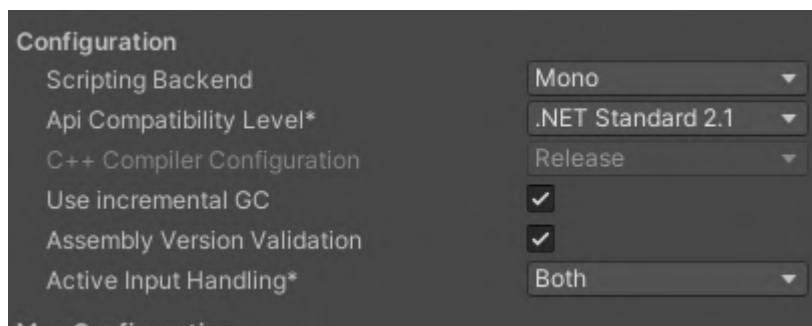 Configuration
Scripting Backend Mono
Api Compatibility Level* .NET Standard 2.1
C++ Compiler Configuration Release
Use incremental GC
Assembly Version Validation
Active Input Handling* Both